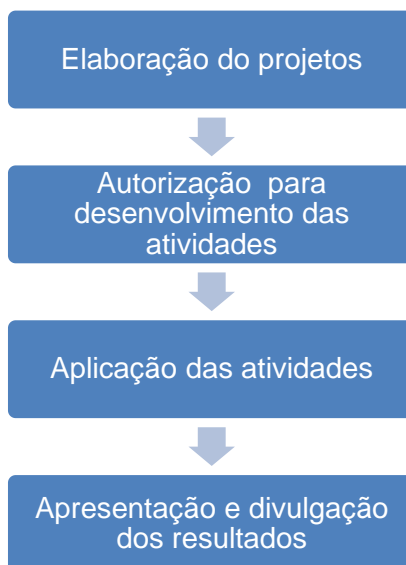 Elaboração do projetos
Autorização para
desenvolvimento das
atividades
Aplicação das atividades
Apresentação e divulgação
dos resultados